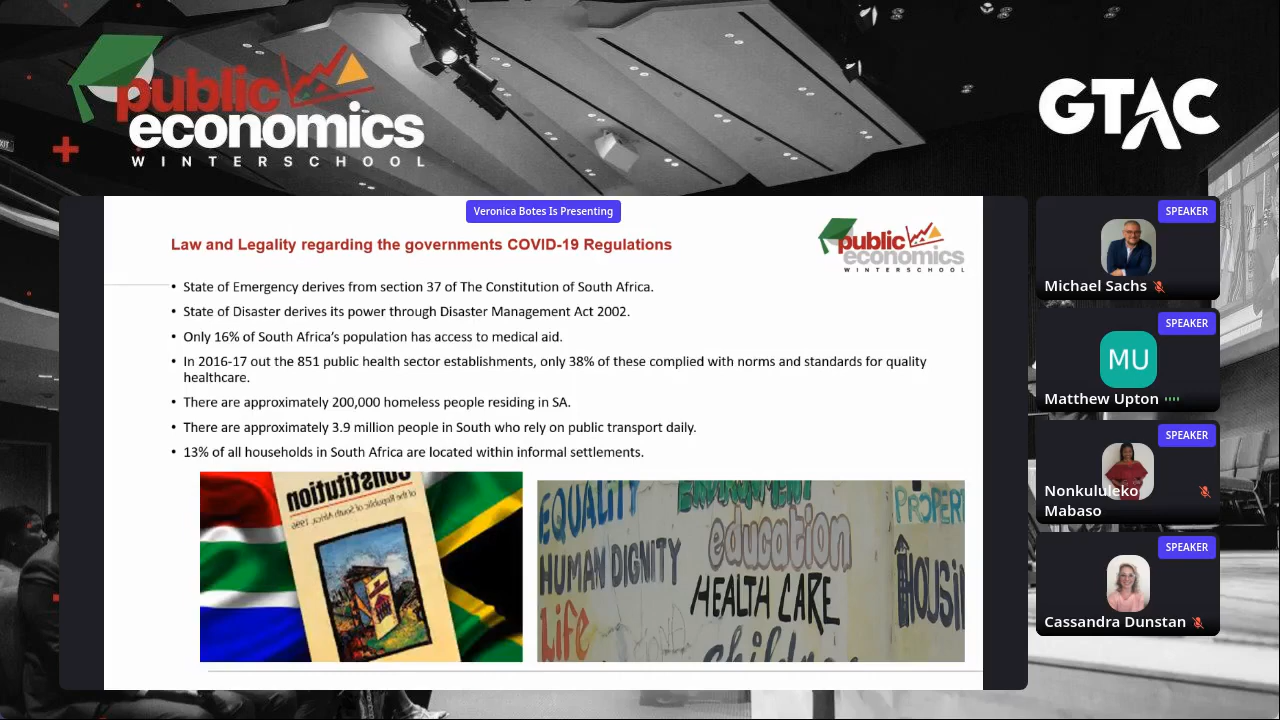 public
economics
WINTERSCHOOL
GTAC
Veronica Botes Is Presenting
Law and Legality regarding the governments COVID-19 Regulations
public
economics
WINTERSCHOOL
• State of Emergency derives from section 37 of The Constitution of South Africa.
• State of Disaster derives its power through Disaster Management Act 2002.
• Only 16% of South Africa's population has access to medical aid.
• In 2016-17 out the 851 public health sector establishments, only 38% of these complied with norms and standards for quality
healthcare.
• There are approximately 200,000 homeless people residing in SA.
• There are approximately 3.9 million people in South who rely on public transport daily.
• 13% of all households in South Africa are located within informal settlements.
Constitution
of the Republic of South Africa, 1996
EQUALITY
ENVIRONMENT
PROPER
education
HUMAN DIGNITY
HEALTH CARE
HOUSI
Life
children
SPEAKER
Michael Sachs
SPEAKER
MU
Matthew Upton
SPEAKER
Nonkululeko
Mabaso
SPEAKER
Cassandra Dunstan